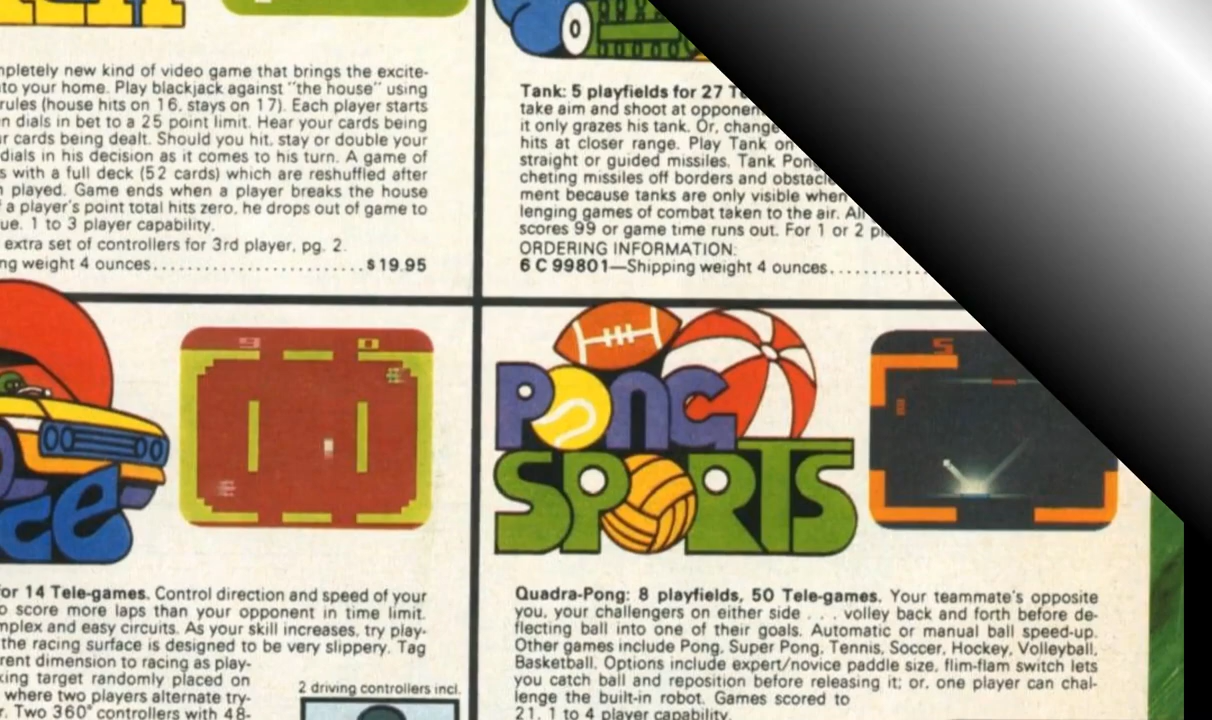 npletely new kind of video game that brings the excite-
to your home. Play blackjack against "the house" using
rules (house hits on 16, stays on 17). Each player starts
n dials in bet to a 25 point limit. Hear your cards being
r cards being dealt. Should you hit, stay or double your
dials in his decision as it comes to his turn. A game of
s with a full deck (52 cards) which are reshuffled after
played. Game ends when a player breaks the house
a player's point total hits zero, he drops out of game to
ue. 1 to 3 player capability.
extra set of controllers for 3rd player, pg. 2.
ng weight 4 ounces........................$19.95
Tank: 5 playfields for 27 T
take aim and shoot at opponen
it only grazes his tank. Or, change
hits at closer range. Play Tank on
straight or guided missiles. Tank Pong
cheting missiles off borders and obstacle
ment because tanks are only visible when
lenging games of combat taken to the air. All
scores 99 or game time runs out. For 1 or 2 pl
ORDERING INFORMATION:
6 C 99801—Shipping weight 4 ounces..........
9 0
ce
for 14 Tele-games. Control direction and speed of your
o score more laps than your opponent in time limit.
mplex and easy circuits. As your skill increases, try play-
the racing surface is designed to be very slippery. Tag
rent dimension to racing as play-
king target randomly placed on
where two players alternate try-
r. Two 360° controllers with 48-
2 driving controllers incl.
PONG
SPORTS
5
Quadra-Pong: 8 playfields, 50 Tele-games. Your teammate's opposite
you, your challengers on either side . . . volley back and forth before de-
flecting ball into one of their goals. Automatic or manual ball speed-up.
Other games include Pong, Super Pong, Tennis, Soccer, Hockey, Volleyball,
Basketball. Options include expert/novice paddle size, flim-flam switch lets
you catch ball and reposition before releasing it; or, one player can chal-
lenge the built-in robot. Games scored to
21. 1 to 4 player capability.